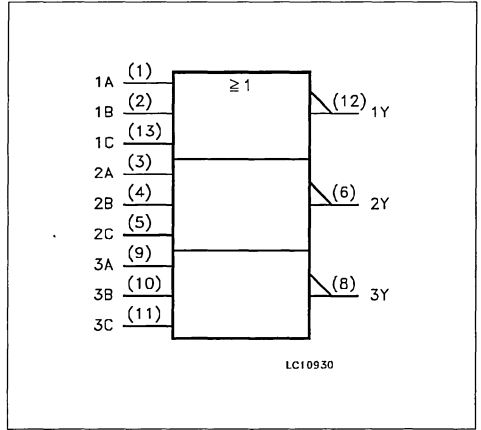 1A (1) ≧1
1B (2) (12) 1Y
1C (13)
2A (3)
2B (4) (6) 2Y
2C (5)
3A (9)
3B (10) (8) 3Y
3C (11)
LC10930